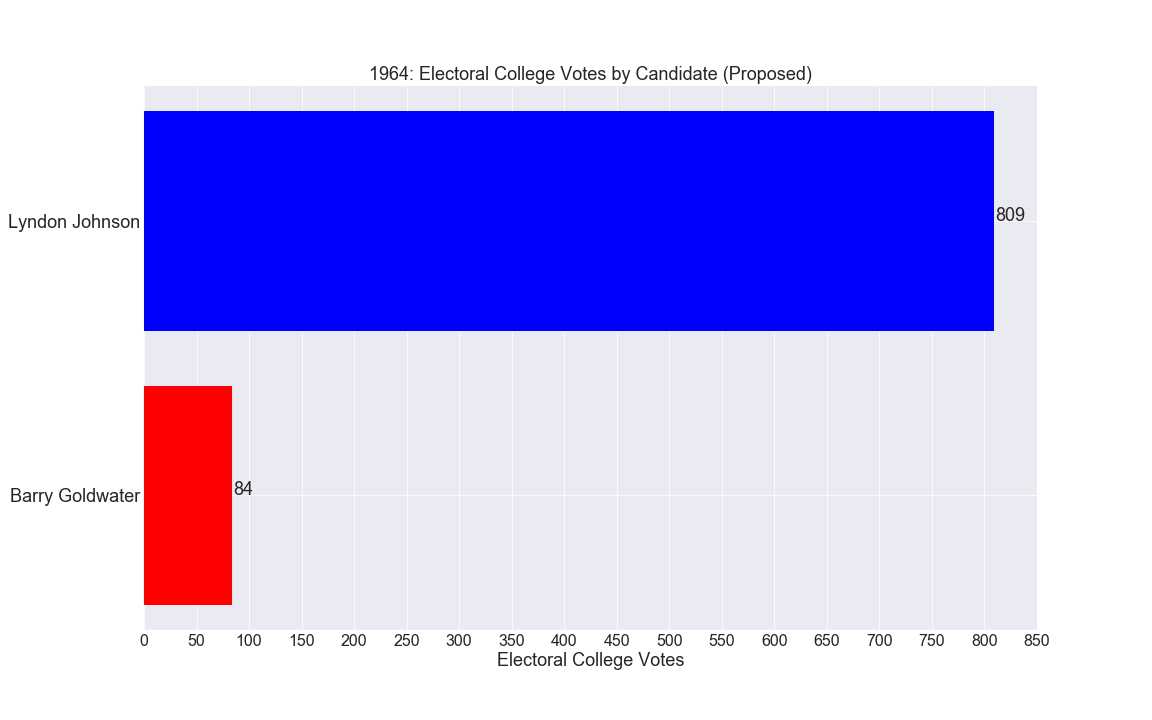 1964: Electoral College Votes by Candidate (Proposed)
Lyndon Johnson
809
Barry Goldwater
84
0 50 100 150 200 250 300 350 400 450 500 550 600 650 700 750 800 850
Electoral College Votes